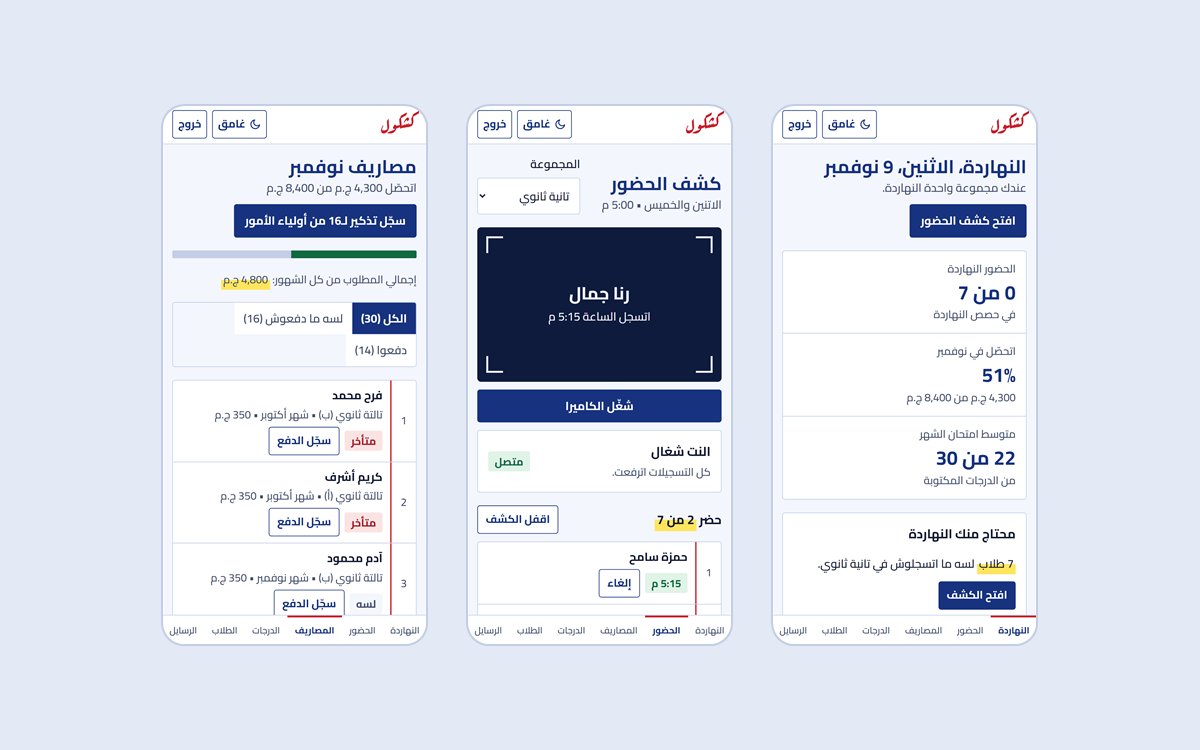 كشكول
غامق
خروج
النهاردة، الاثنين، 9 نوفمبر
عندك مجموعة واحدة النهاردة.
افتح كشف الحضور
الحضور النهاردة
0 من 7
في حصص النهاردة
اتحصّل في نوفمبر
51%
4,300 ج.م من 8,400 ج.م
متوسط امتحان الشهر
22 من 30
من الدرجات المكتوبة
محتاج منك النهاردة
7 طلاب لسه ما اتسجلوش في تانية ثانوي.
افتح الكشف
النهاردة الحضور المصاريف الدرجات الطلاب الرسايل
كشكول
غامق
خروج
كشف الحضور
الاثنين والخميس • 5:00 م
المجموعة
تانية ثانوي
رنا جمال
اتسجل الساعة 5:15 م
شغّل الكاميرا
النت شغال
كل التسجيلات اترفعت.
متصل
حضر 2 من 7
اقفل الكشف
1
حمزة سامح
5:15 م
إلغاء
النهاردة الحضور المصاريف الدرجات الطلاب الرسايل
كشكول
غامق
خروج
مصاريف نوفمبر
اتحصّل 4,300 ج.م من 8,400 ج.م
سجّل تذكير لـ16 من أولياء الأمور
إجمالي المطلوب من كل الشهور: 4,800 ج.م
الكل (30)
لسه ما دفعوش (16)
دفعوا (14)
1
فرح محمد
تالتة ثانوي (ب) • شهر أكتوبر • 350 ج.م
متأخر
سجّل الدفع
2
كريم أشرف
تالتة ثانوي (أ) • شهر أكتوبر • 350 ج.م
متأخر
سجّل الدفع
3
آدم محمود
تالتة ثانوي (ب) • شهر نوفمبر • 350 ج.م
لسه
سجّل الدفع
النهاردة الحضور المصاريف الدرجات الطلاب الرسايل